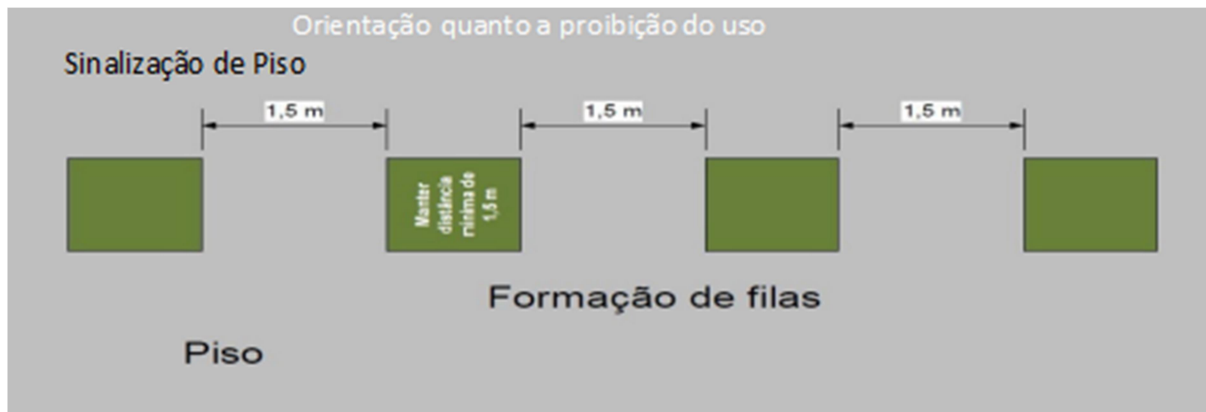 Orientação quanto a proibição do uso
Sinalização de Piso
1,5 m
1,5 m
1,5 m
Manter
distância
mínima de
1,5 m
Formação de filas
Piso